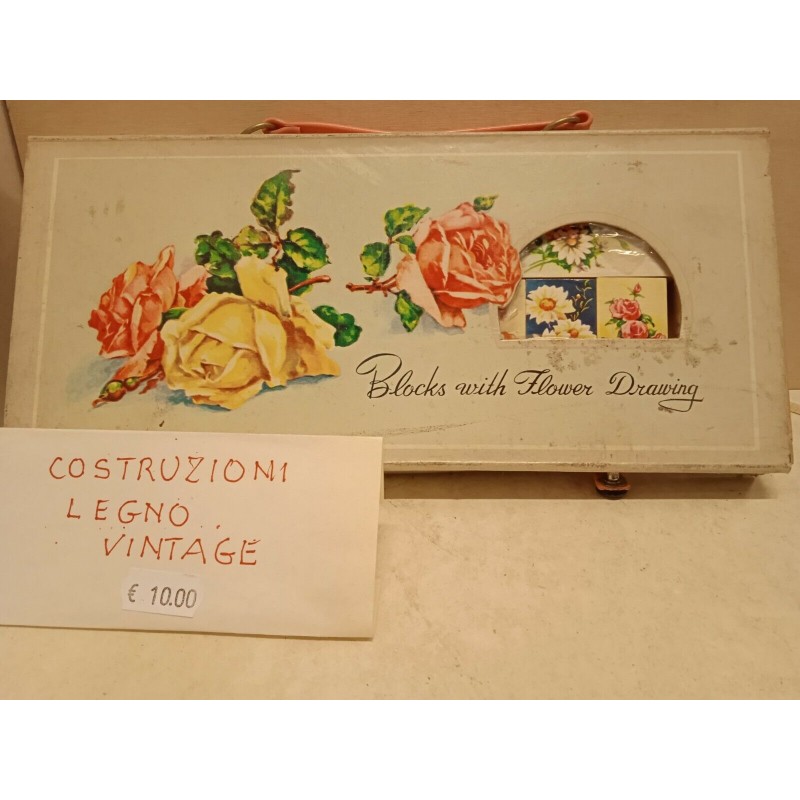 Blocks with Flower Drawing
COSTRUZIONI
LEGNO
VINTAGE
€ 10.00